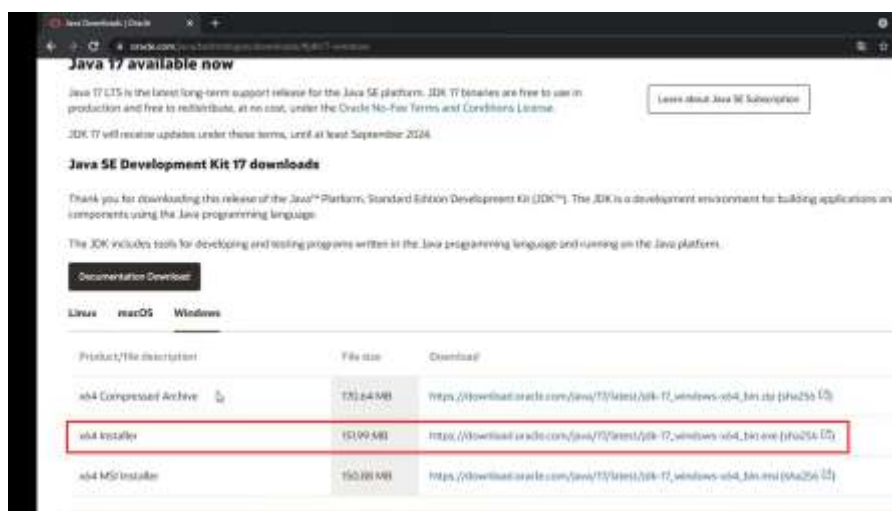 Java Downloads | Oracle
Java 17 available now
Java 17 LTS is the latest long-term support release for the Java SE platform. JDK 17 binaries are free to use in
production and free to redistribute, at no cost, under the Oracle No-Fee Terms and Conditions License.
Learn about Java SE Subscription
JDK 17 will receive updates under these terms, until at least September 2024.
Java SE Development Kit 17 downloads
Thank you for downloading this release of the Java™ Platform, Standard Edition Development Kit (JDK™). The JDK is a development environment for building applications and
components using the Java programming language.
The JDK includes tools for developing and testing programs written in the Java programming language and running on the Java platform.
Documentation Download
Linux macOS Windows
Product/file description File size Download
x64 Compressed Archive 170.64 MB https://download.oracle.com/java/17/latest/jdk-17_windows-x64_bin.zip (sha256)
x64 Installer 151.99 MB https://download.oracle.com/java/17/latest/jdk-17_windows-x64_bin.exe (sha256)
x64 MSI Installer 150.88 MB https://download.oracle.com/java/17/latest/jdk-17_windows-x64_bin.msi (sha256)